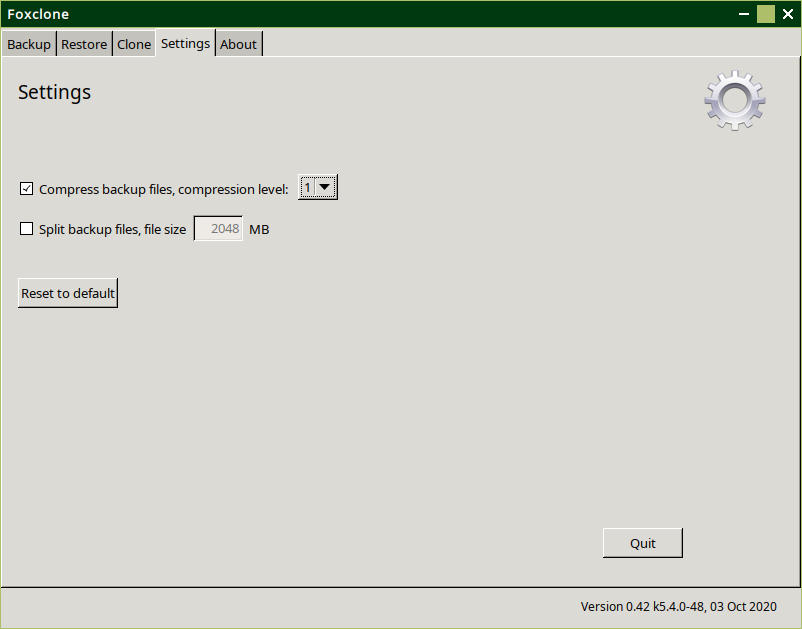 Foxclone
Backup Restore Clone Settings About
Settings
Compress backup files, compression level: 1
Split backup files, file size 2048 MB
Reset to default
Quit
Version 0.42 k5.4.0-48, 03 Oct 2020